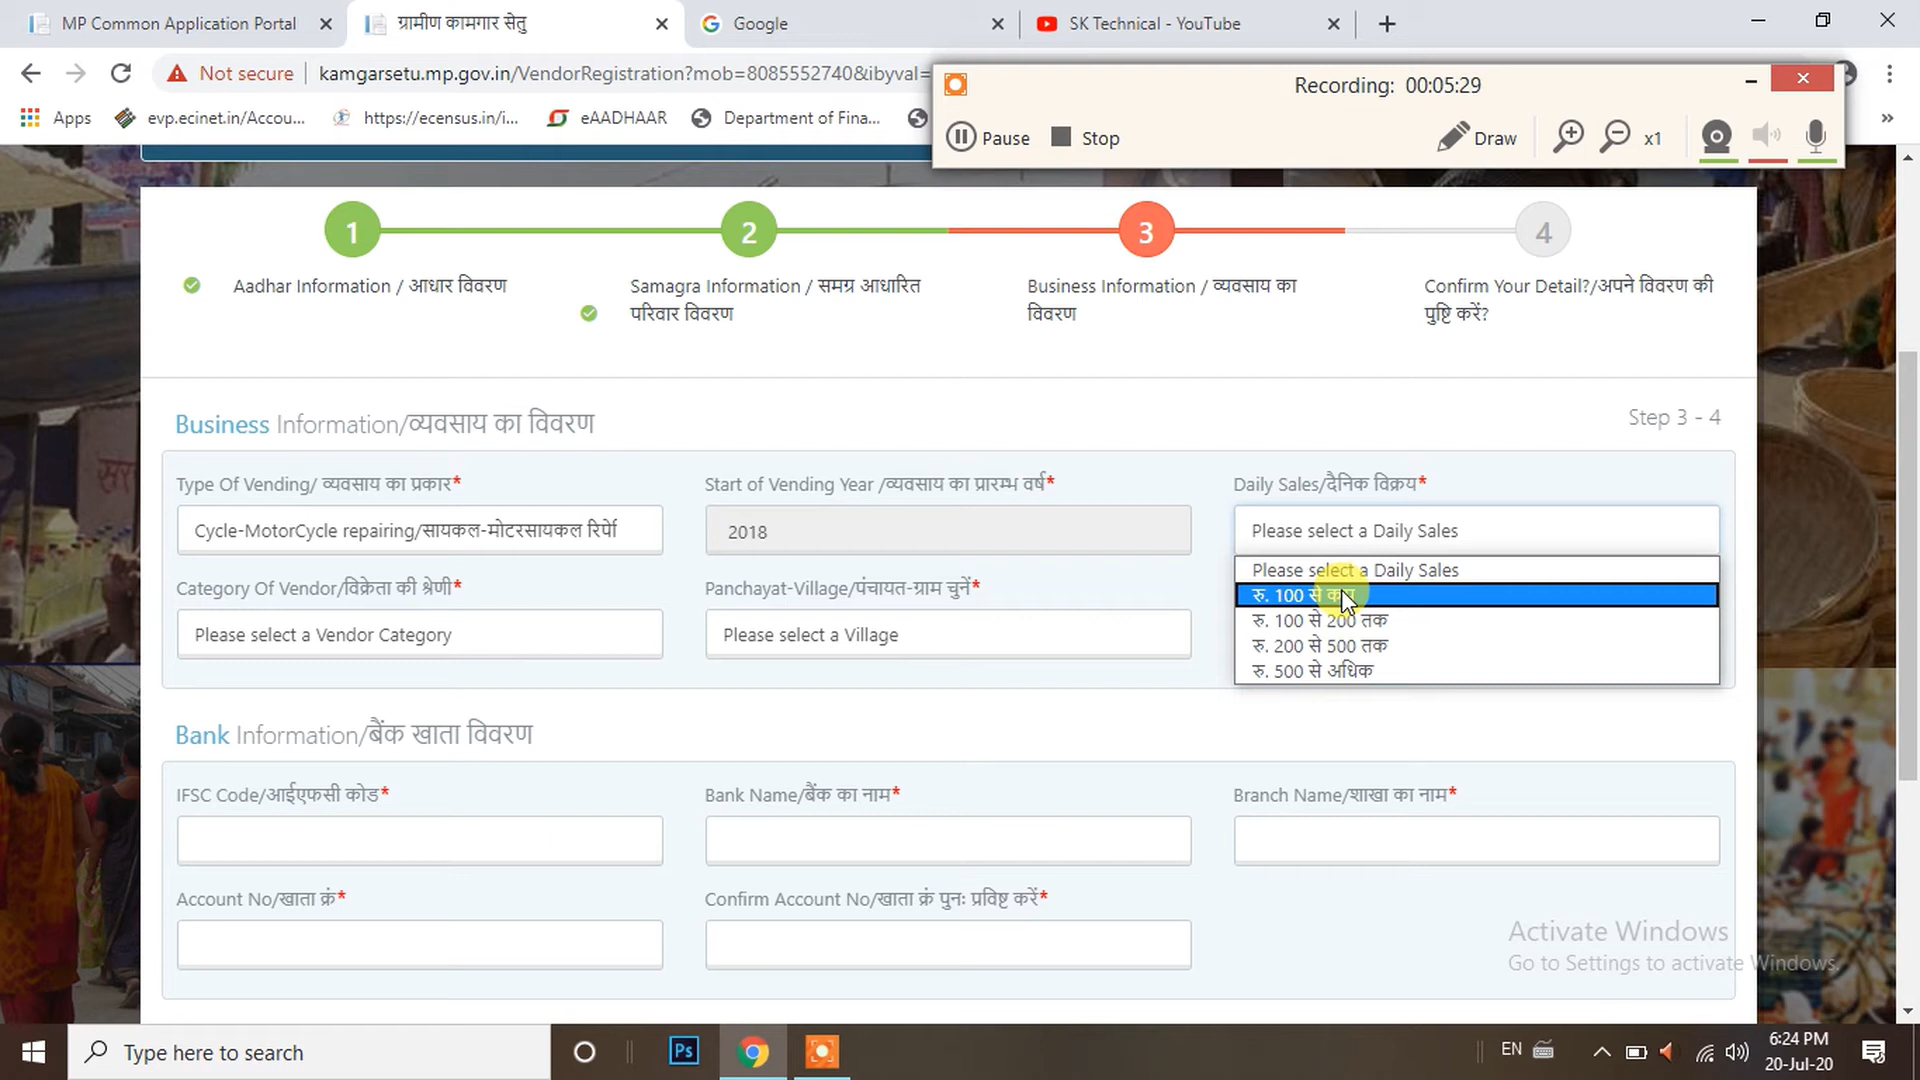 MP Common Application Portal
ग्रामीण कामगार सेतु
Google
SK Technical - YouTube
Not secure
kamgarsetu.mp.gov.in/VendorRegistration?mob=8085552740&ibyval=
Recording: 00:05:29
Apps
evp.ecinet.in/Accou...
https://ecensus.in/i...
eAADHAAR
Department of Fina...
Pause
Stop
Draw
x1
1
2
3
4
Aadhar Information / आधार विवरण
Samagra Information / समग्र आधारित
परिवार विवरण
Business Information / व्यवसाय का
विवरण
Confirm Your Detail?/अपने विवरण की
पुष्टि करें?
Business Information/व्यवसाय का विवरण
Step 3 - 4
Type Of Vending/ व्यवसाय का प्रकार*
Start of Vending Year /व्यवसाय का प्रारम्भ वर्ष*
Daily Sales/दैनिक विक्रय*
Cycle-MotorCycle repairing/सायकल-मोटरसायकल रिपेा
2018
Please select a Daily Sales
Please select a Daily Sales
रु. 100 से कम
रु. 100 से 200 तक
रु. 200 से 500 तक
रु. 500 से अधिक
Category Of Vendor/विक्रेता की श्रेणी*
Panchayat-Village/पंचायत-ग्राम चुनें*
Please select a Vendor Category
Please select a Village
Bank Information/बैंक खाता विवरण
IFSC Code/आईएफसी कोड*
Bank Name/बैंक का नाम*
Branch Name/शाखा का नाम*
Account No/खाता क्रं*
Confirm Account No/खाता क्रं पुनः प्रविष्ट करें*
Activate Windows
Go to Settings to activate Windows.
Type here to search
Ps
EN
6:24 PM
20-Jul-20